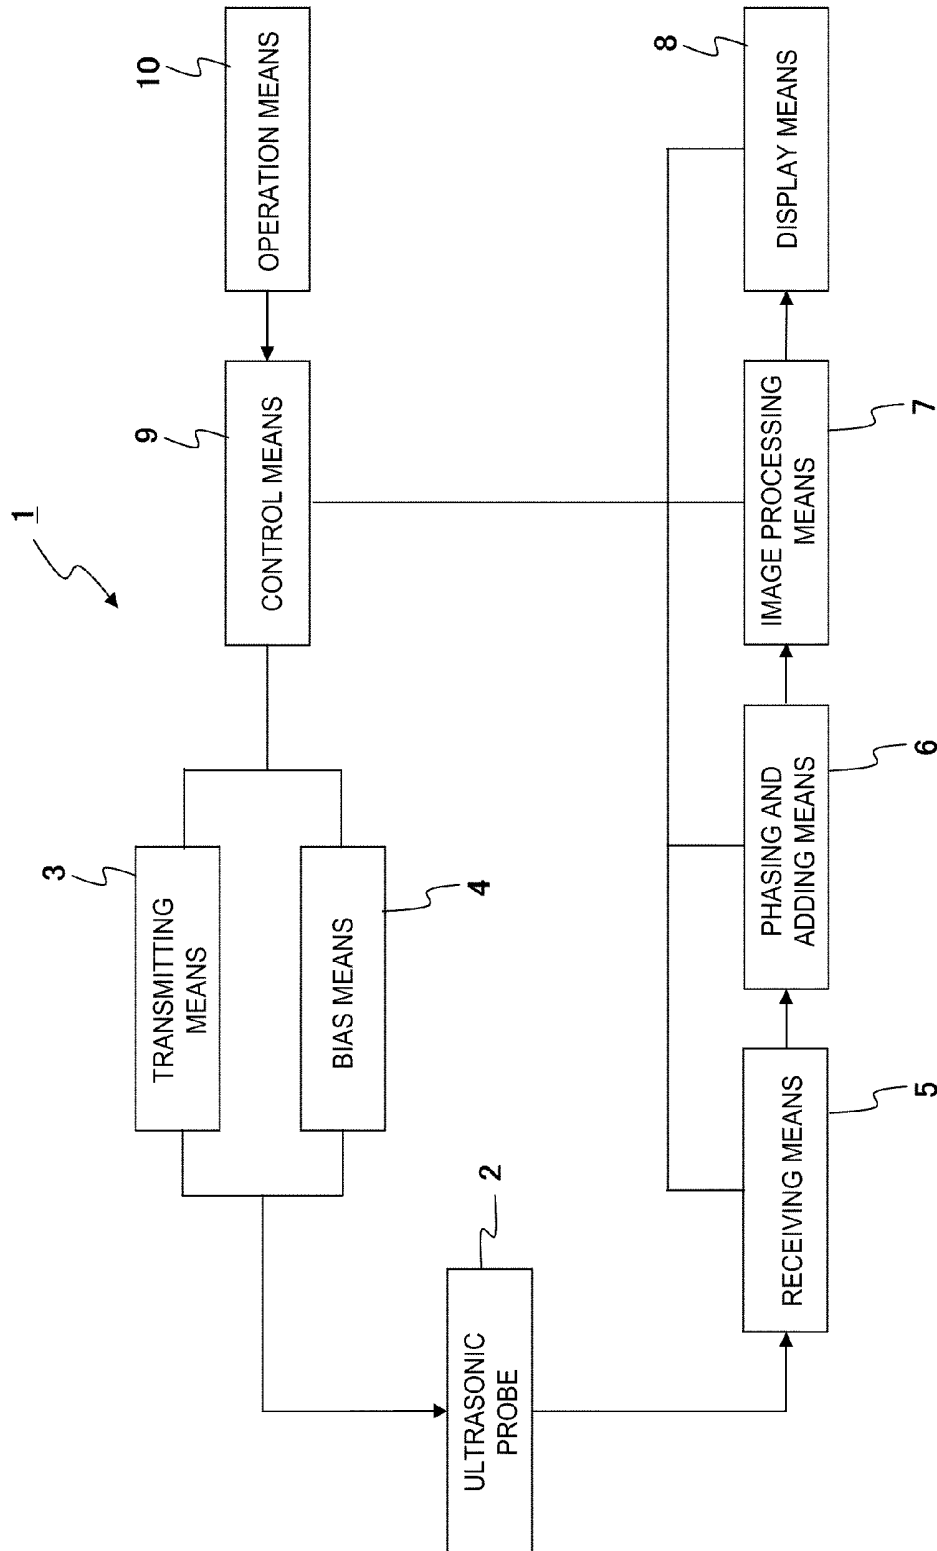 1
3
TRANSMITTING
MEANS
9
CONTROL MEANS
10
OPERATION MEANS
BIAS MEANS
4
2
ULTRASONIC
PROBE
8
RECEIVING MEANS
5
PHASING AND
ADDING MEANS
6
IMAGE PROCESSING
MEANS
7
DISPLAY MEANS